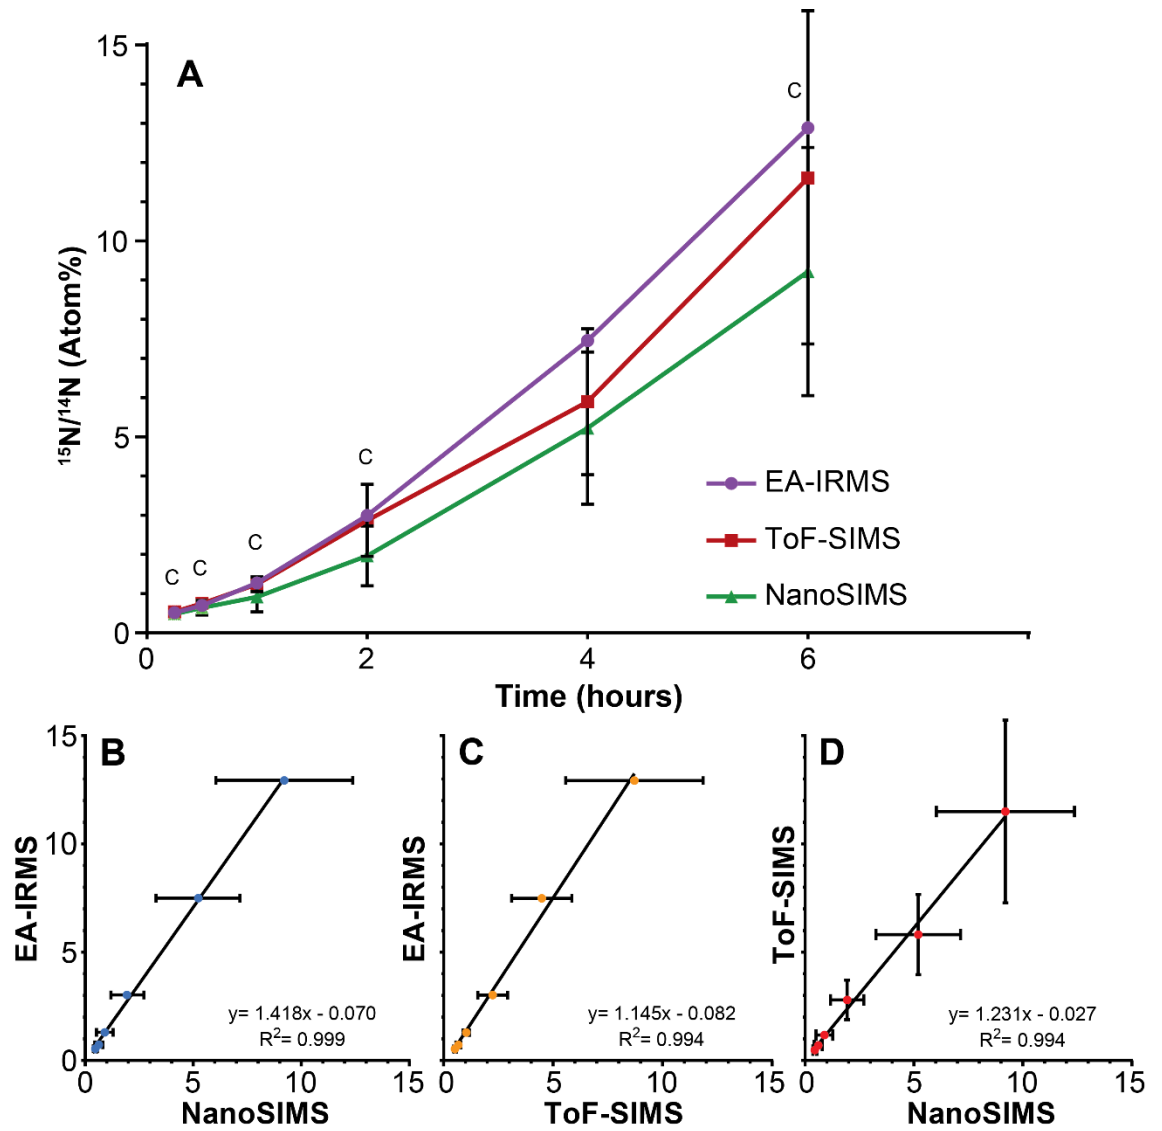 A
15
10
5
0
¹⁵N/¹⁴N (Atom%)
C
C
C
C
C
EA-IRMS
ToF-SIMS
NanoSIMS
0 2 4 6
Time (hours)
B
15
10
5
0
EA-IRMS
y= 1.418x - 0.070
R²= 0.999
0 5 10 15
NanoSIMS
C
EA-IRMS
y= 1.145x - 0.082
R²= 0.994
0 5 10 15
ToF-SIMS
D
ToF-SIMS
y= 1.231x - 0.027
R²= 0.994
0 5 10 15
NanoSIMS